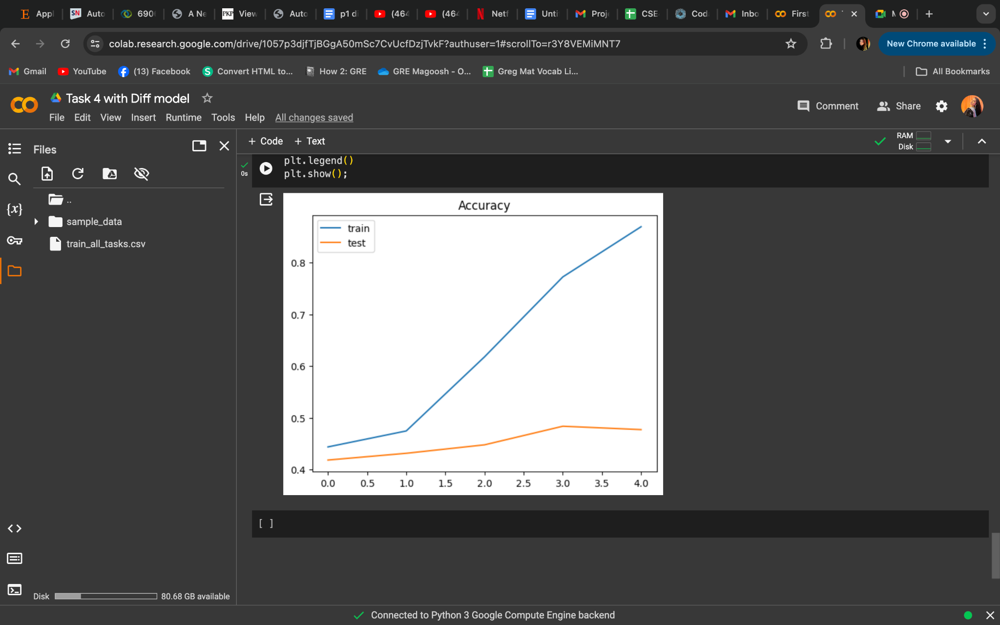 Appl
SN Auto
690
A Ne
PKP View
Auto
p1 di
(464
(464
Netf
Unti
Proj
CSE
Cod
Inbo
First
colab.research.google.com/drive/1057p3djfTjBGgA50mSc7CvUcfDzjTvkF?authuser=1#scrollTo=r3Y8VEMiMNT7
New Chrome available
Gmail
YouTube
(13) Facebook
Convert HTML to...
How 2: GRE
GRE Magoosh - O...
Greg Mat Vocab Li...
All Bookmarks
Task 4 with Diff model
File Edit View Insert Runtime Tools Help All changes saved
Comment
Share
Files
+ Code + Text
RAM
Disk
..
sample_data
train_all_tasks.csv
{x}
0s
plt.legend()
plt.show();
Accuracy
train
test
0.8
0.7
0.6
0.5
0.4
0.0 0.5 1.0 1.5 2.0 2.5 3.0 3.5 4.0
[ ]
Disk 80.68 GB available
Connected to Python 3 Google Compute Engine backend